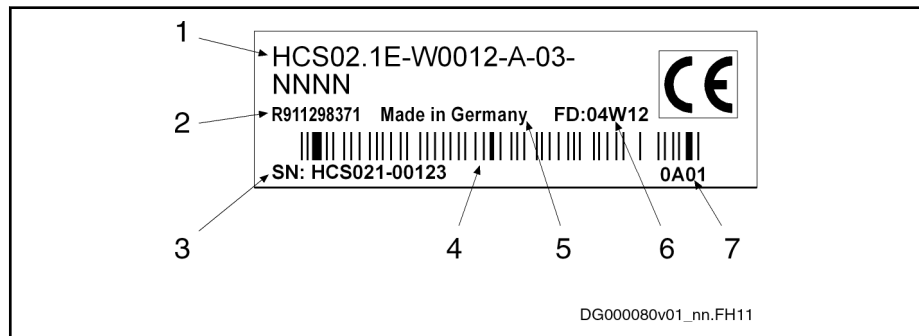 1
HCS02.1E-W0012-A-03-
NNNN
CE
2
R911298371 Made in Germany FD:04W12
SN: HCS021-00123 0A01
3 4 5 6 7
DG000080v01_nn.FH11